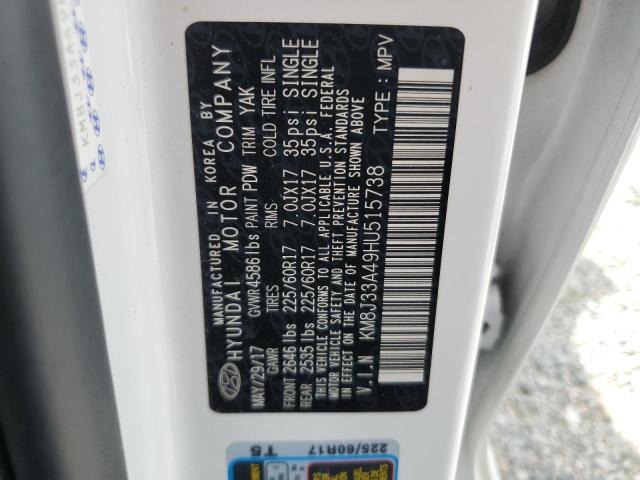 MANUFACTURED IN KOREA BY
HYUNDAI MOTOR COMPANY
MAY/29/17 GVWR 4586 lbs PAINT PDW TRIM YAK
GAWR TIRES RIMS COLD TIRE INFL
FRONT 2646 lbs 225/60R17 7.0JX17 35psi SINGLE
REAR 2535 lbs 225/60R17 7.0JX17 35psi SINGLE
THIS VEHICLE CONFORMS TO ALL APPLICABLE U.S.A. FEDERAL
MOTOR VEHICLE SAFETY AND THEFT PREVENTION STANDARDS
IN EFFECT ON THE DATE OF MANUFACTURE SHOWN ABOVE
V.I.N KM8J33A49HU515738 TYPE : MPV
225/60R17
T5